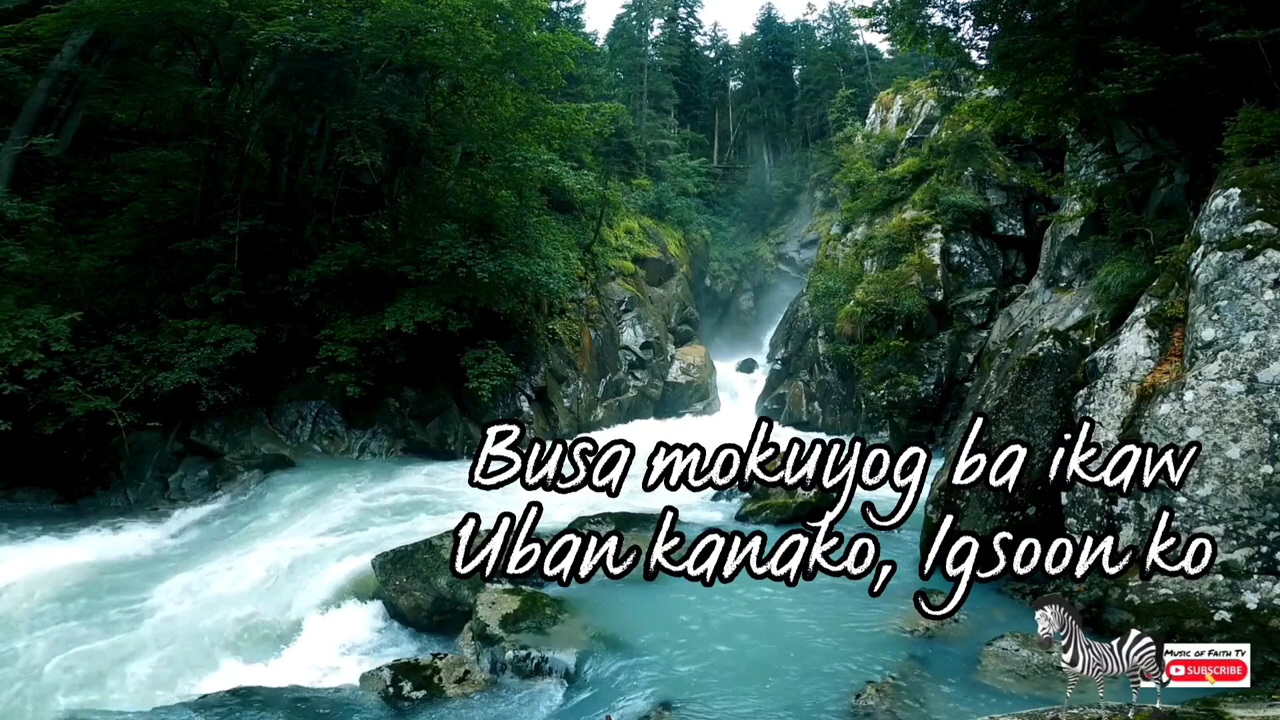 Busa mokuyog ba ikaw
Uban kanako, Igsoon ko
Music of Faith Tv
SUBSCRIBE